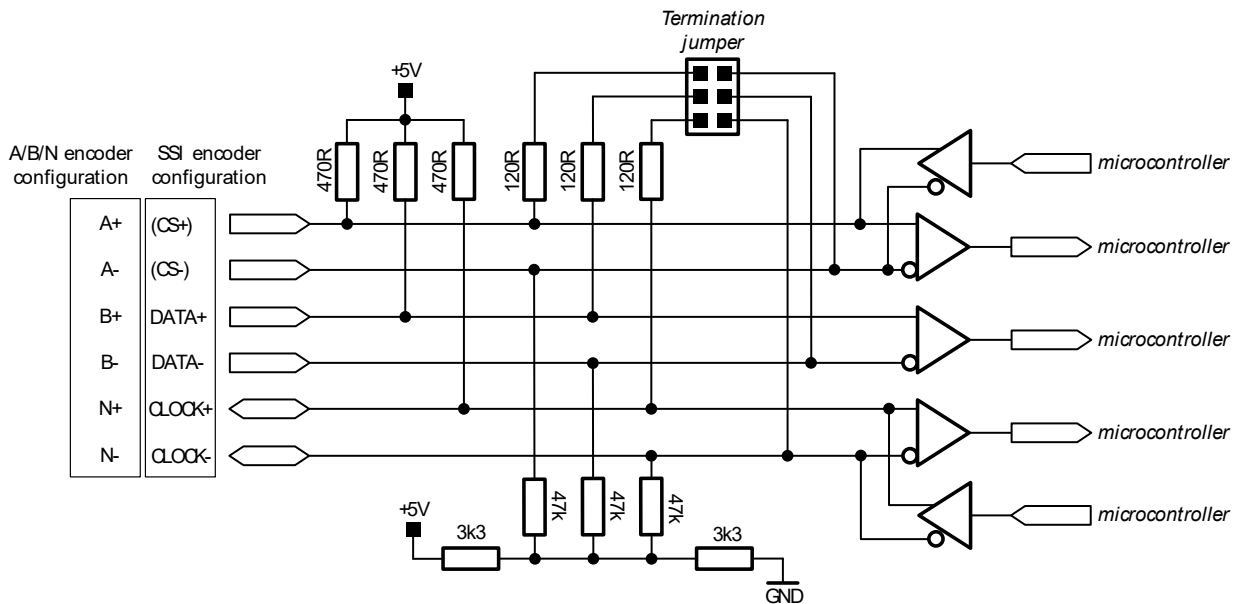 Termination
jumper
+5V
A/B/N encoder
configuration
SSI encoder
configuration
470R
470R
470R
120R
120R
120R
microcontroller
A+
(CS+)
microcontroller
A-
(CS-)
B+
DATA+
microcontroller
B-
DATA-
N+
CLOCK+
microcontroller
N-
CLOCK-
47k
47k
47k
+5V
3k3
3k3
microcontroller
GND